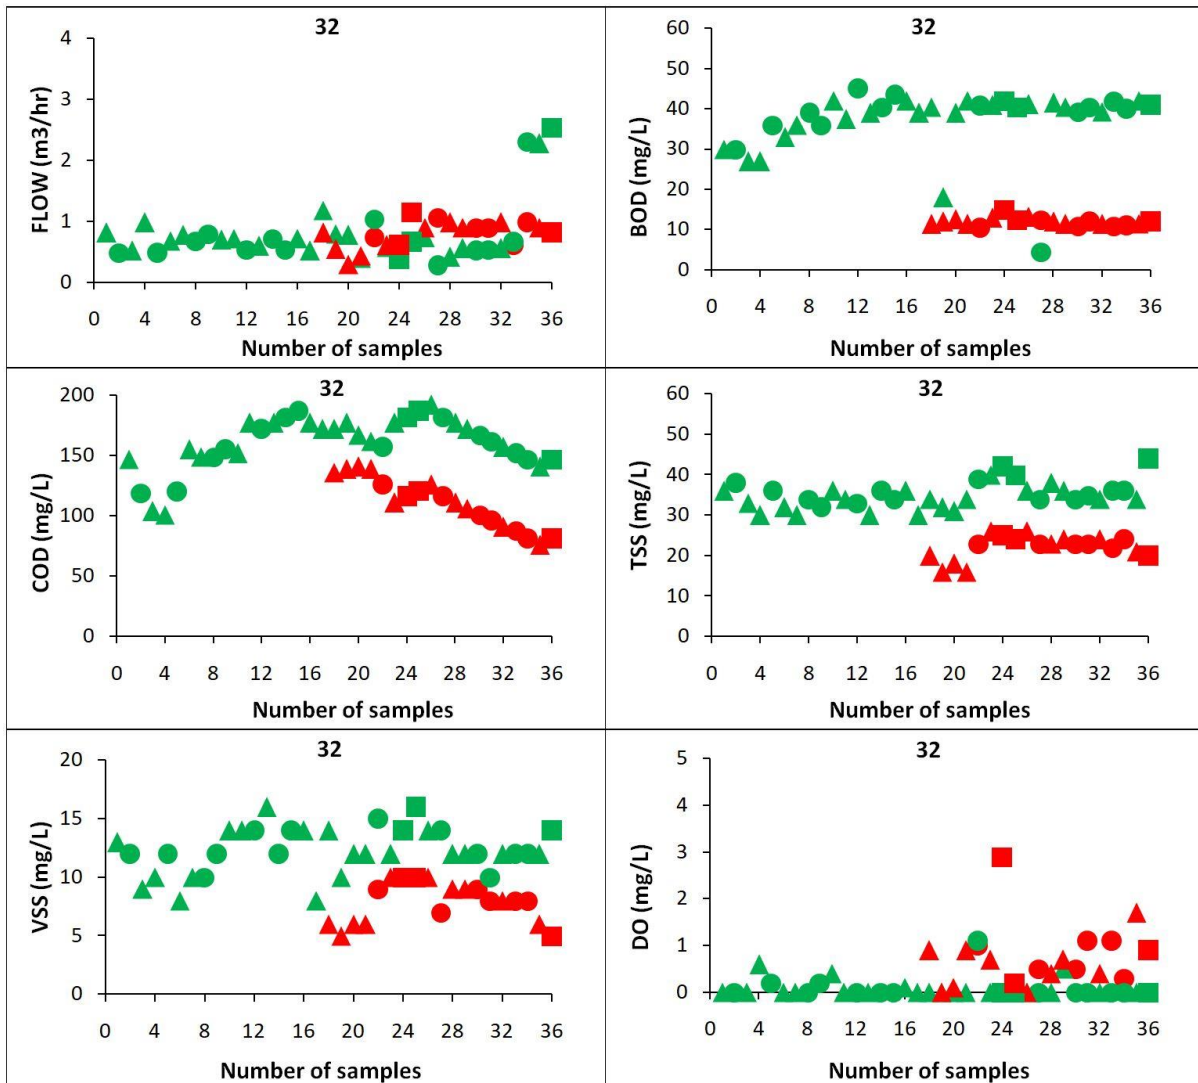 32
FLOW (m3/hr)
4
3
2
1
0
0 4 8 12 16 20 24 28 32 36
Number of samples
32
BOD (mg/L)
60
50
40
30
20
10
0
0 4 8 12 16 20 24 28 32 36
Number of samples
32
COD (mg/L)
200
150
100
50
0
0 4 8 12 16 20 24 28 32 36
Number of samples
32
TSS (mg/L)
60
50
40
30
20
10
0
0 4 8 12 16 20 24 28 32 36
Number of samples
32
VSS (mg/L)
20
15
10
5
0
0 4 8 12 16 20 24 28 32 36
Number of samples
32
DO (mg/L)
5
4
3
2
1
0
0 4 8 12 16 20 24 28 32 36
Number of samples